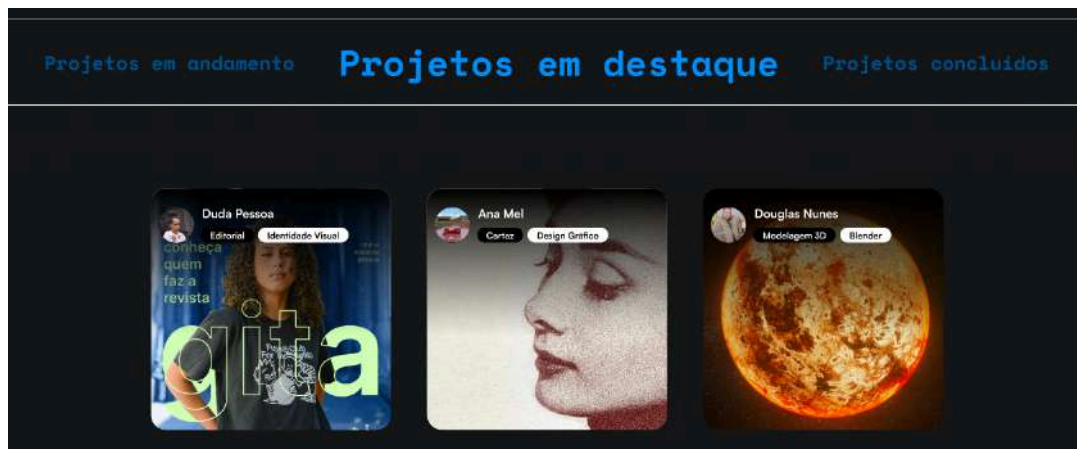 Projetos em andamento
Projetos em destaque
Projetos concluidos
Duda Pessoa
Editorial
Identidade Visual
conheça
quem
faz a
revista
gita
Ana Mel
Cartaz
Design Gráfico
Douglas Nunes
Modelagem 3D
Blender